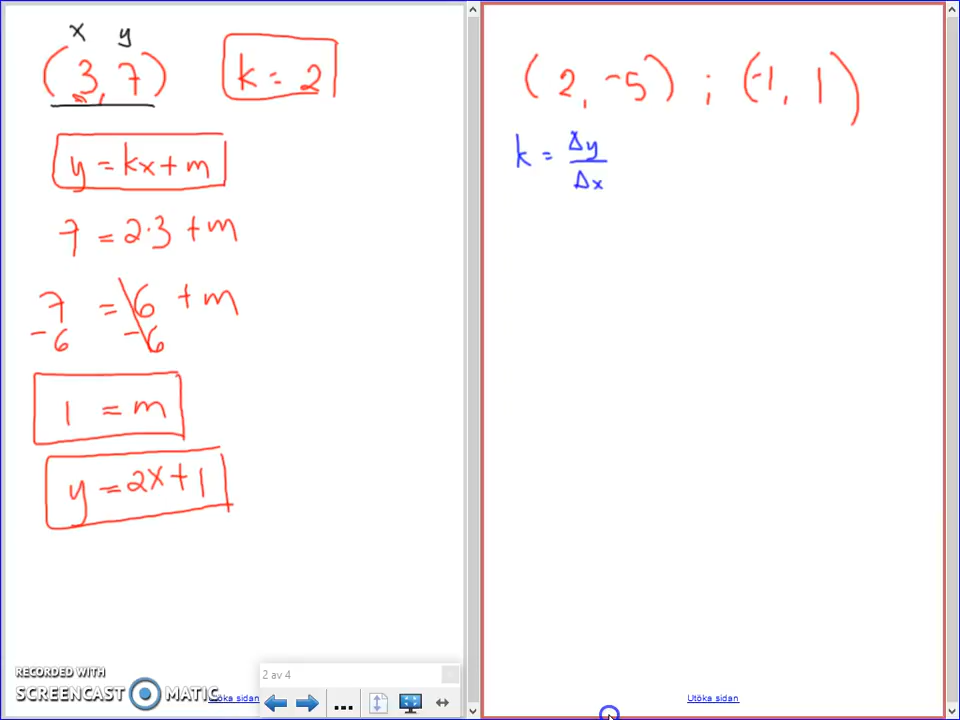 x y
(3, 7) k = 2
y = kx + m
7 = 2·3 + m
7 = 6 + m
-6 -6
1 = m
y = 2x + 1
(2, -5) ; (-1, 1)
k = Δy
Δx
RECORDED WITH
SCREENCAST MATIC
2 av 4
...
Utöka sidan
Utöka sidan